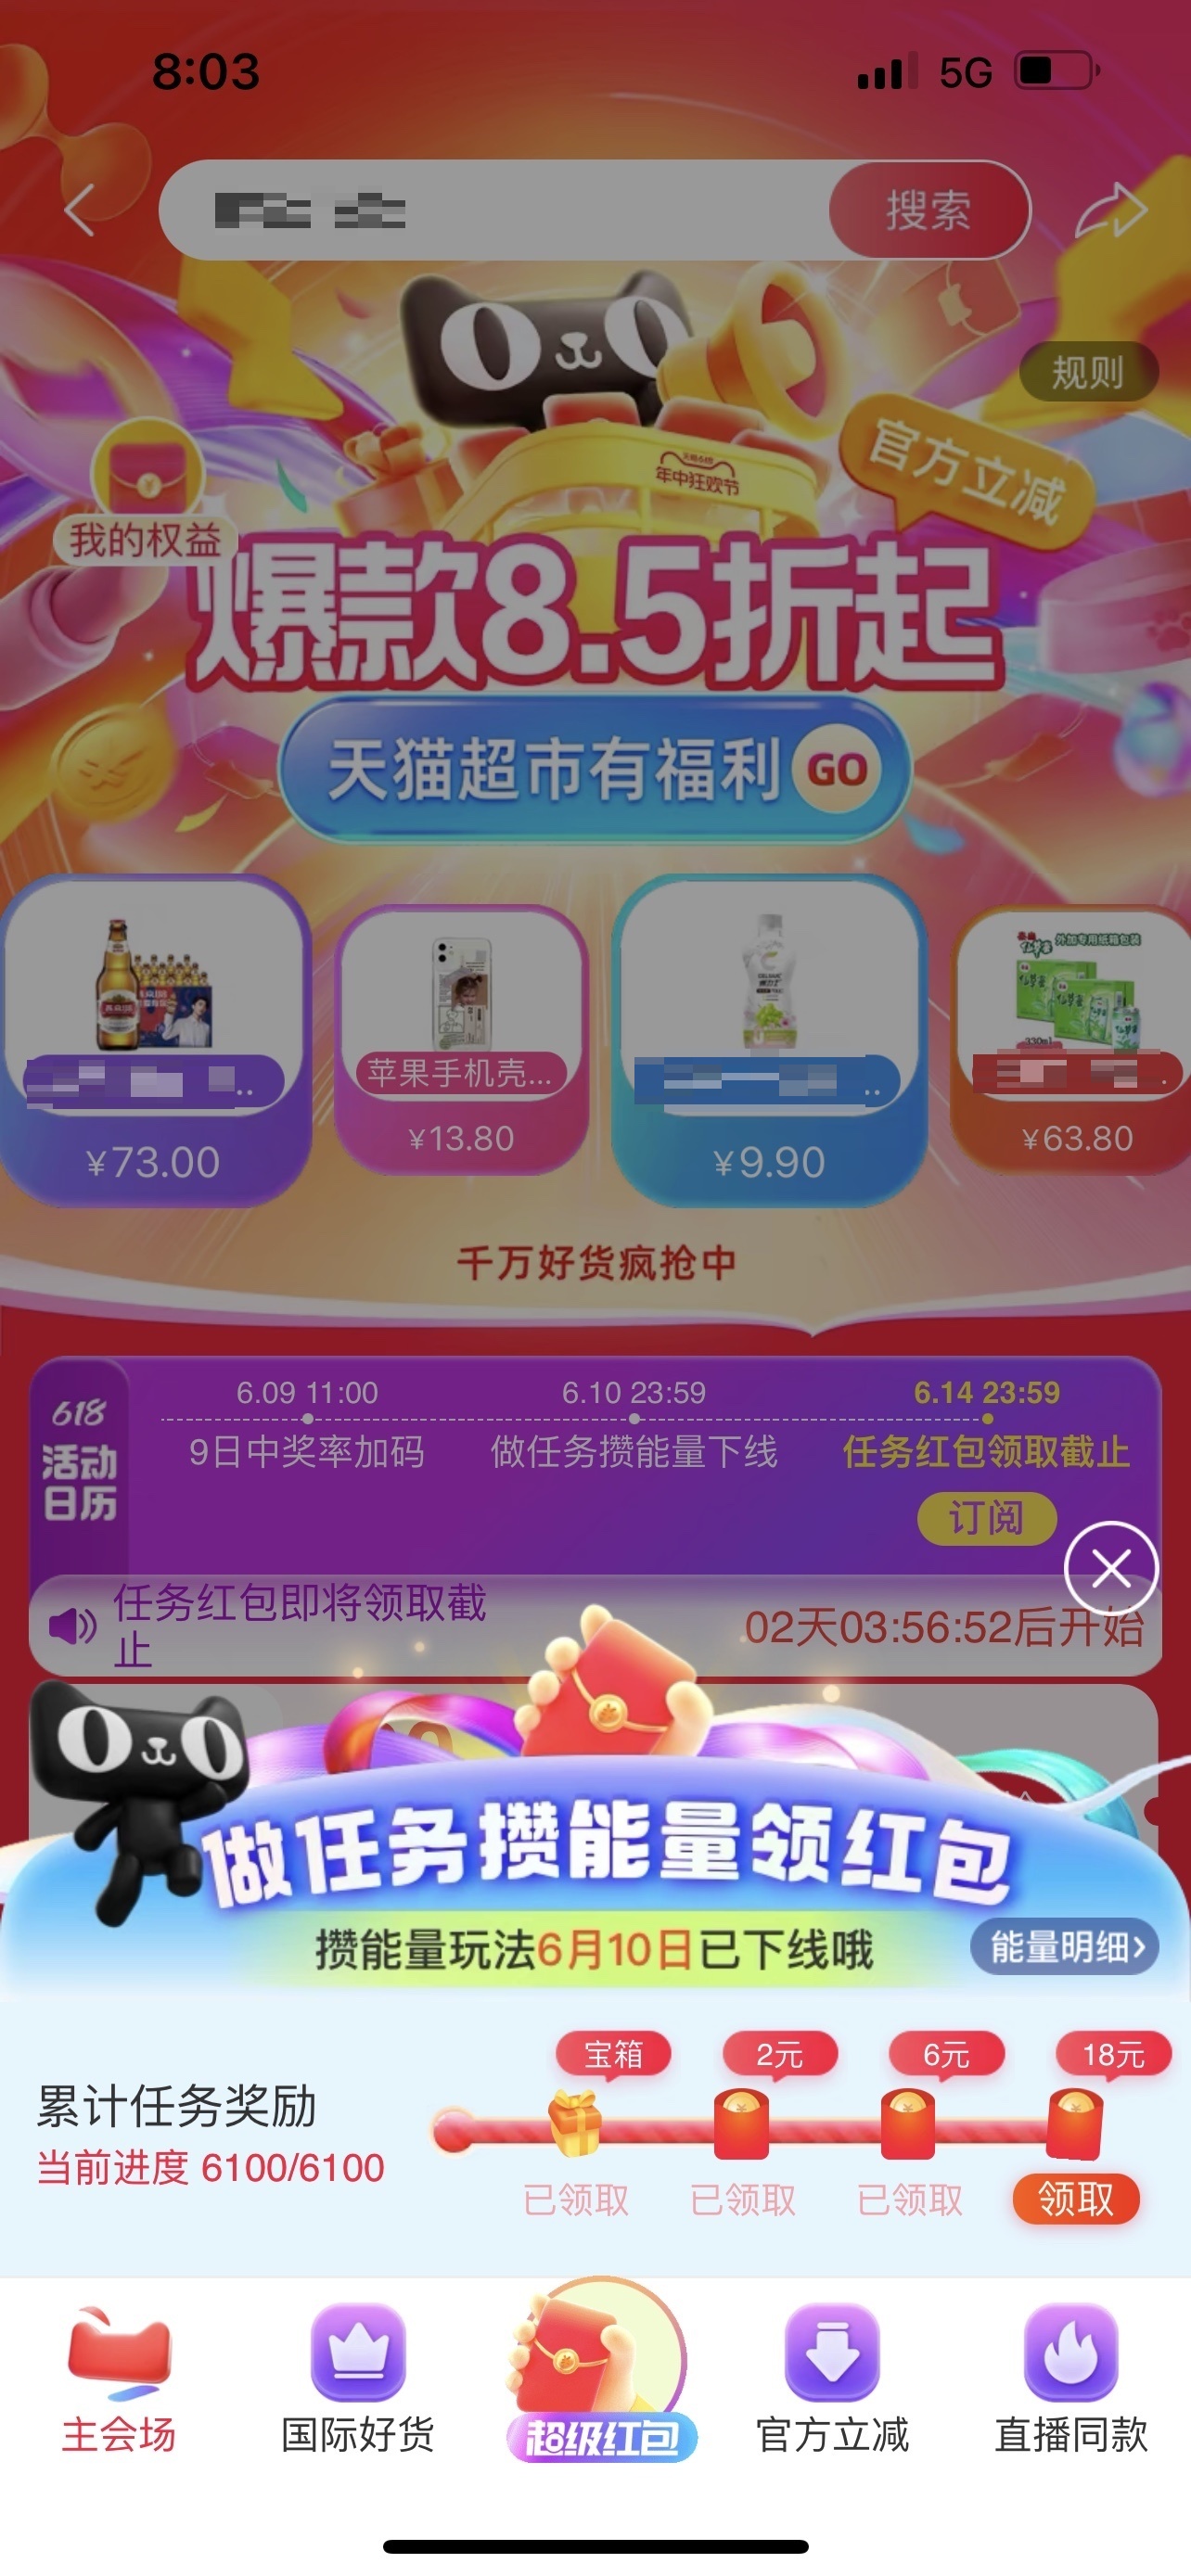 8:03
5G
搜索
规则
官方立减
年中狂欢节
我的权益
爆款8.5折起
天猫超市有福利 GO
外加专用纸箱包装
苹果手机壳...
¥73.00
¥13.80
¥9.90
¥63.80
千万好货疯抢中
618
活动
日历
6.09 11:00
9日中奖率加码
6.10 23:59
做任务攒能量下线
6.14 23:59
任务红包领取截止
订阅
任务红包即将领取截
止
02天03:56:52后开始
做任务攒能量领红包
攒能量玩法6月10日已下线哦
能量明细>
累计任务奖励
当前进度 6100/6100
宝箱
2元
6元
18元
已领取
已领取
已领取
领取
主会场
国际好货
超级红包
官方立减
直播同款